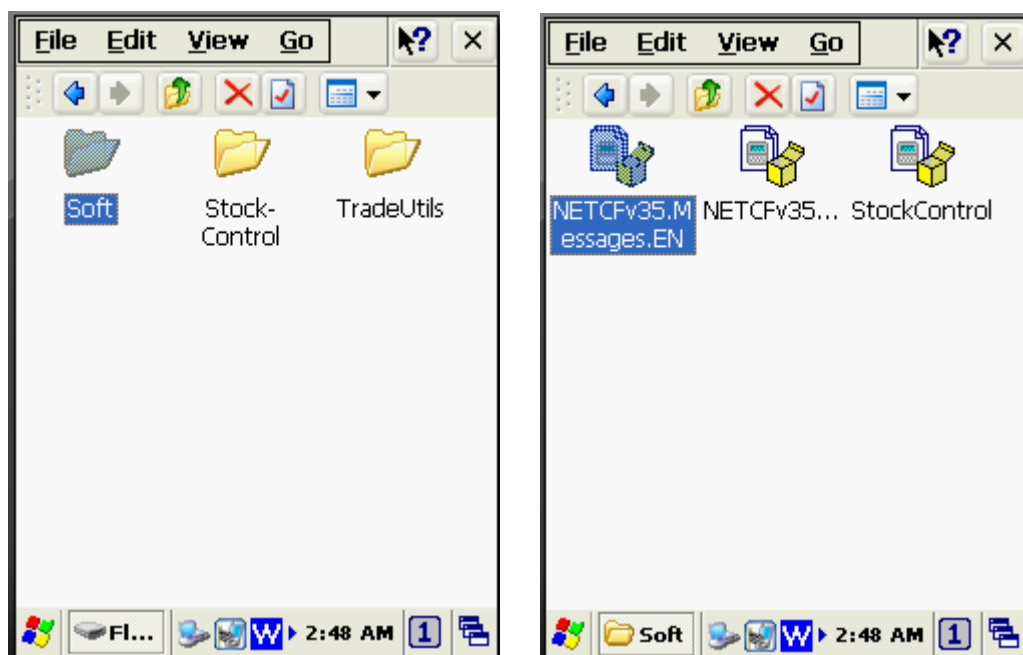 File Edit View Go
Soft
Stock-
Control
TradeUtils
Fl...
W
2:48 AM
1
File Edit View Go
NETCFv35.M
essages.EN
NETCFv35...
StockControl
Soft
W
2:48 AM
1